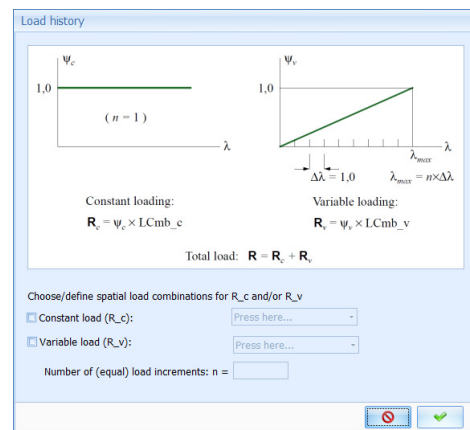 Load history
Ψc
Ψv
1,0
1,0
( n = 1 )
λ
λ
λmax
Δλ = 1,0
λmax = n×Δλ
Constant loading:
Variable loading:
Rc = ψc × LCmb_c
Rv = ψv × LCmb_v
Total load: R = Rc + Rv
Choose/define spatial load combinations for R_c and/or R_v
Constant load (R_c):
Press here...
Variable load (R_v):
Press here...
Number of (equal) load increments: n =